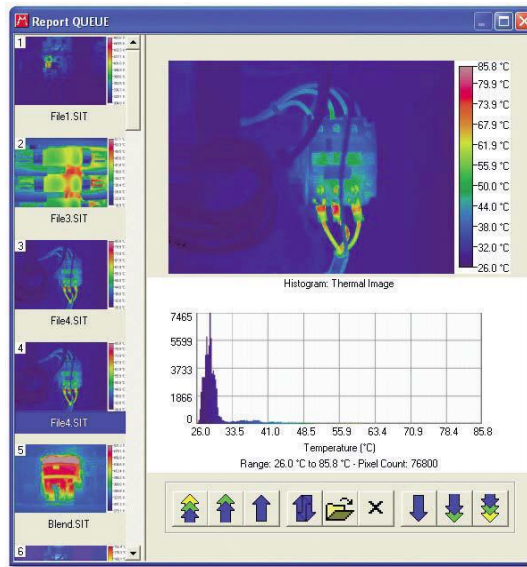 Report QUEUE
1
File1.SIT
2
File3.SIT
3
File4.SIT
4
File4.SIT
5
Blend.SIT
6
85.8 °C
79.9 °C
73.9 °C
67.9 °C
61.9 °C
55.9 °C
50.0 °C
44.0 °C
38.0 °C
32.0 °C
26.0 °C
Histogram: Thermal Image
7465
5599
3733
1866
0
26.0 33.5 41.0 48.5 55.9 63.4 70.9 78.4 85.8
Temperature (°C)
Range: 26.0 °C to 85.8 °C - Pixel Count: 76800